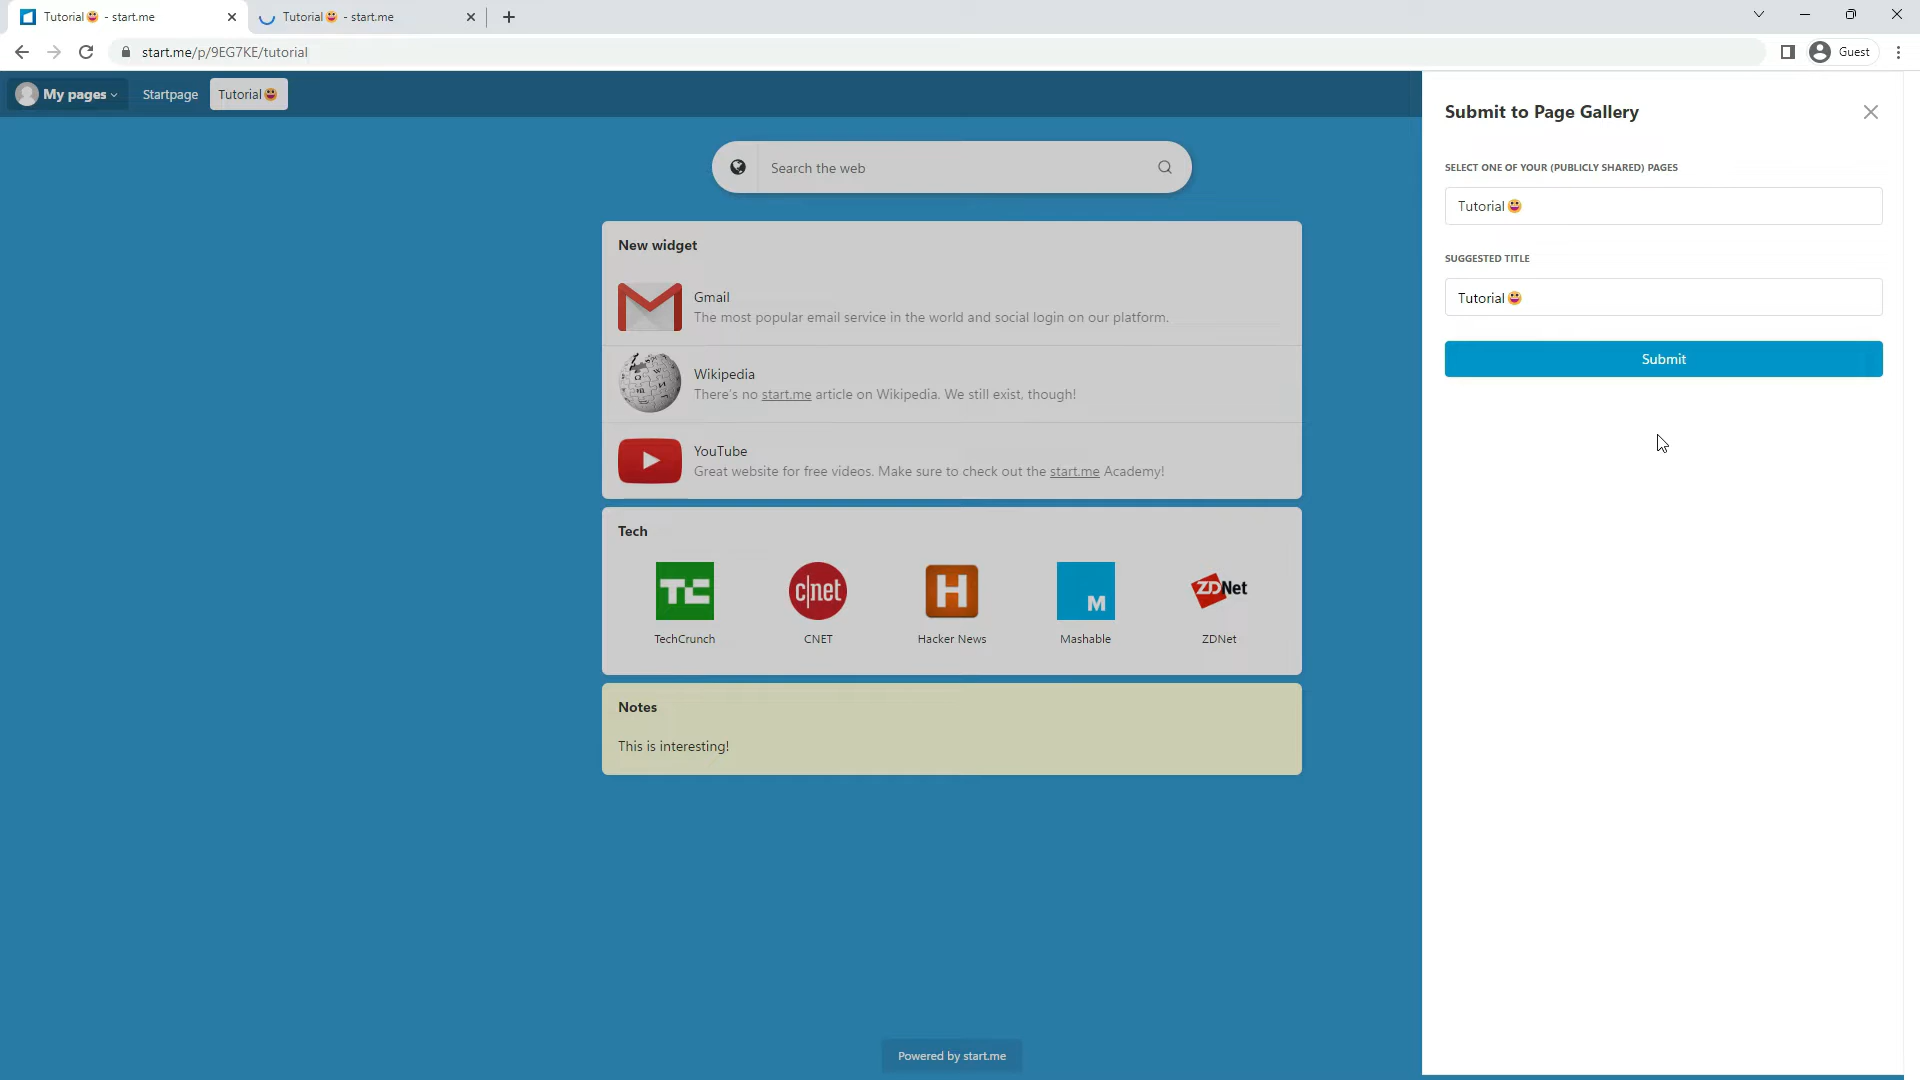 Tutorial😀 - start.me
Tutorial😀 - start.me
start.me/p/9EG7KE/tutorial
Guest
My pages
Startpage
Tutorial😀
Search the web
New widget
Gmail
The most popular email service in the world and social login on our platform.
Wikipedia
There's no start.me article on Wikipedia. We still exist, though!
YouTube
Great website for free videos. Make sure to check out the start.me Academy!
Tech
TC
c|net
H
M
ZDNet
TechCrunch
CNET
Hacker News
Mashable
ZDNet
Notes
This is interesting!
Powered by start.me
Submit to Page Gallery
SELECT ONE OF YOUR (PUBLICLY SHARED) PAGES
Tutorial😀
SUGGESTED TITLE
Tutorial😀
Submit